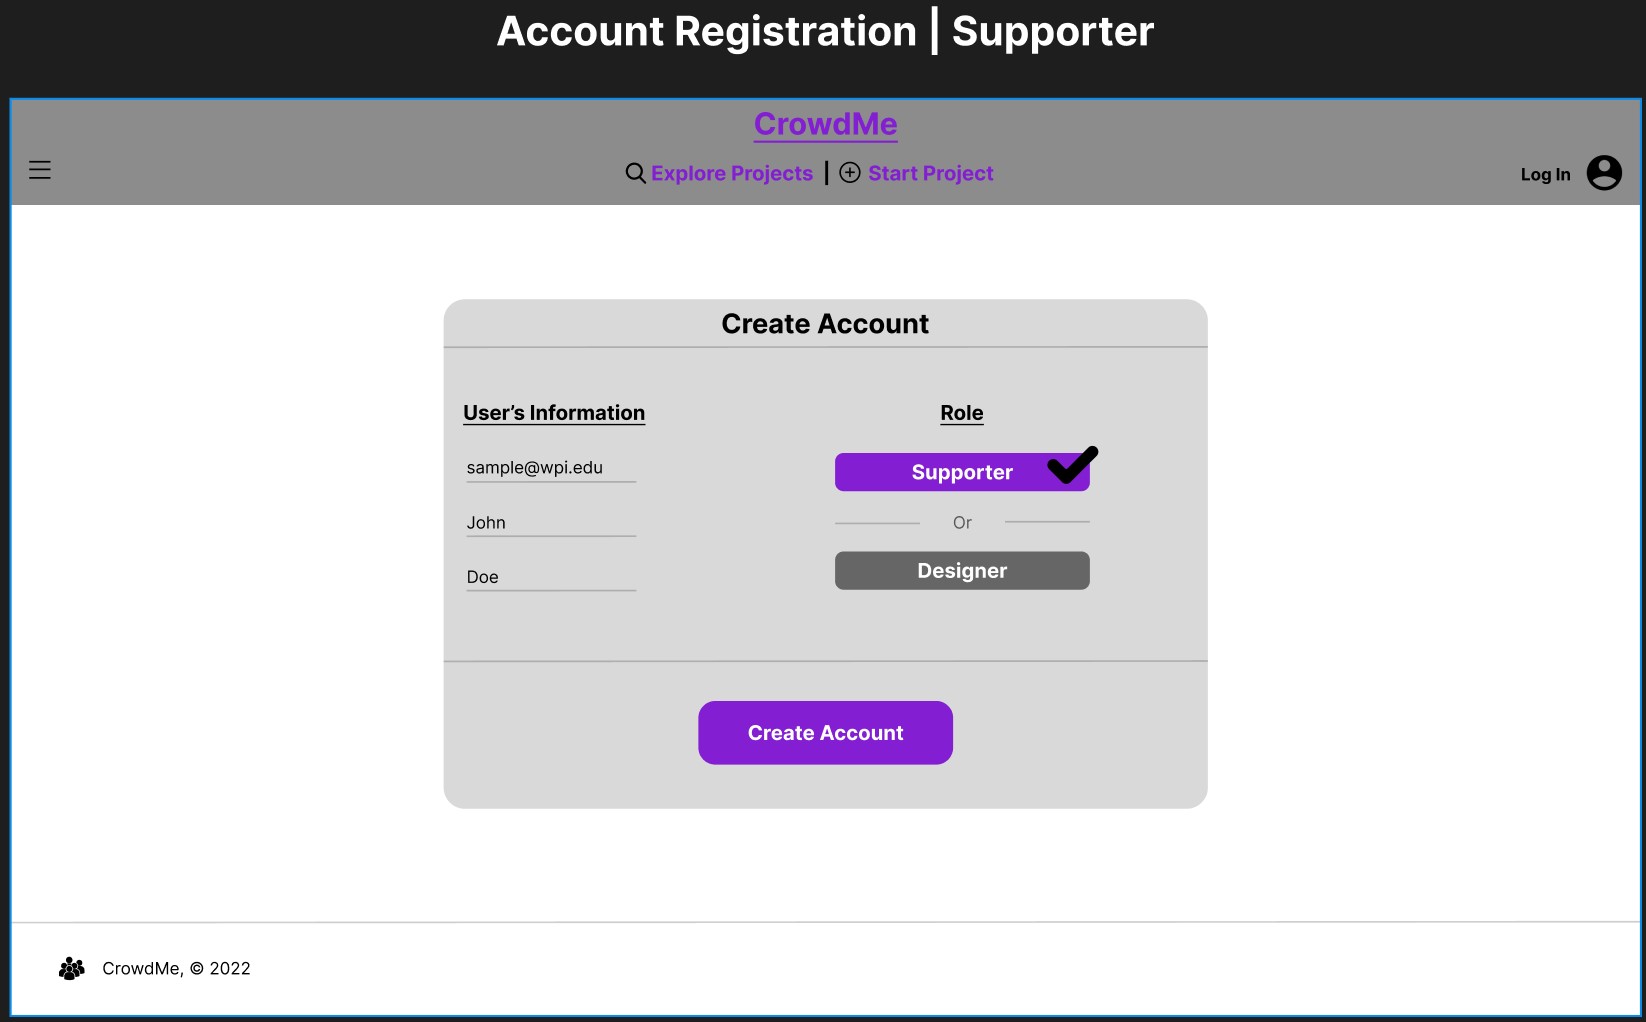 Account Registration | Supporter
CrowdMe
Explore Projects | Start Project
Log In
Create Account
User’s Information
Role
sample@wpi.edu
Supporter
John
Or
Doe
Designer
Create Account
CrowdMe, © 2022